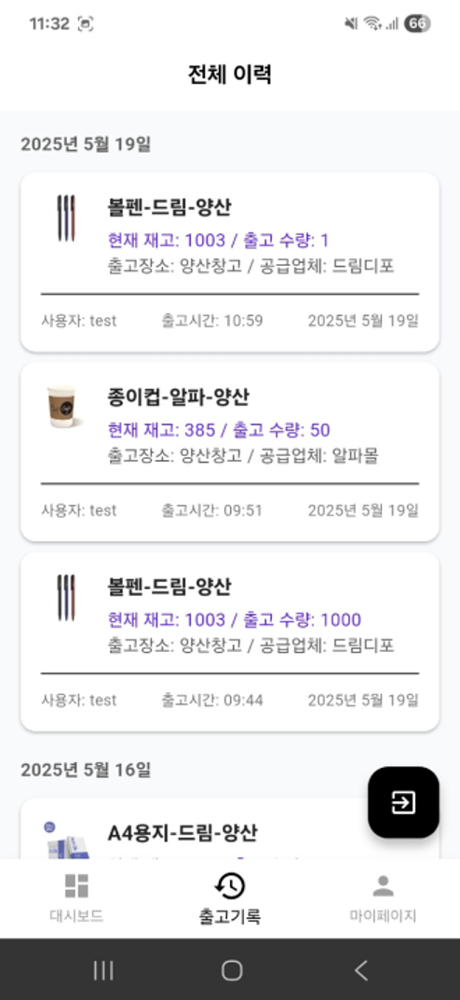 11:32
66
전체 이력
2025년 5월 19일
볼펜-드림-양산
현재 재고: 1003 / 출고 수량: 1
출고장소: 양산창고 / 공급업체: 드림디포
사용자: test 출고시간: 10:59 2025년 5월 19일
종이컵-알파-양산
현재 재고: 385 / 출고 수량: 50
출고장소: 양산창고 / 공급업체: 알파몰
사용자: test 출고시간: 09:51 2025년 5월 19일
볼펜-드림-양산
현재 재고: 1003 / 출고 수량: 1000
출고장소: 양산창고 / 공급업체: 드림디포
사용자: test 출고시간: 09:44 2025년 5월 19일
2025년 5월 16일
A4용지-드림-양산
대시보드 출고기록 마이페이지